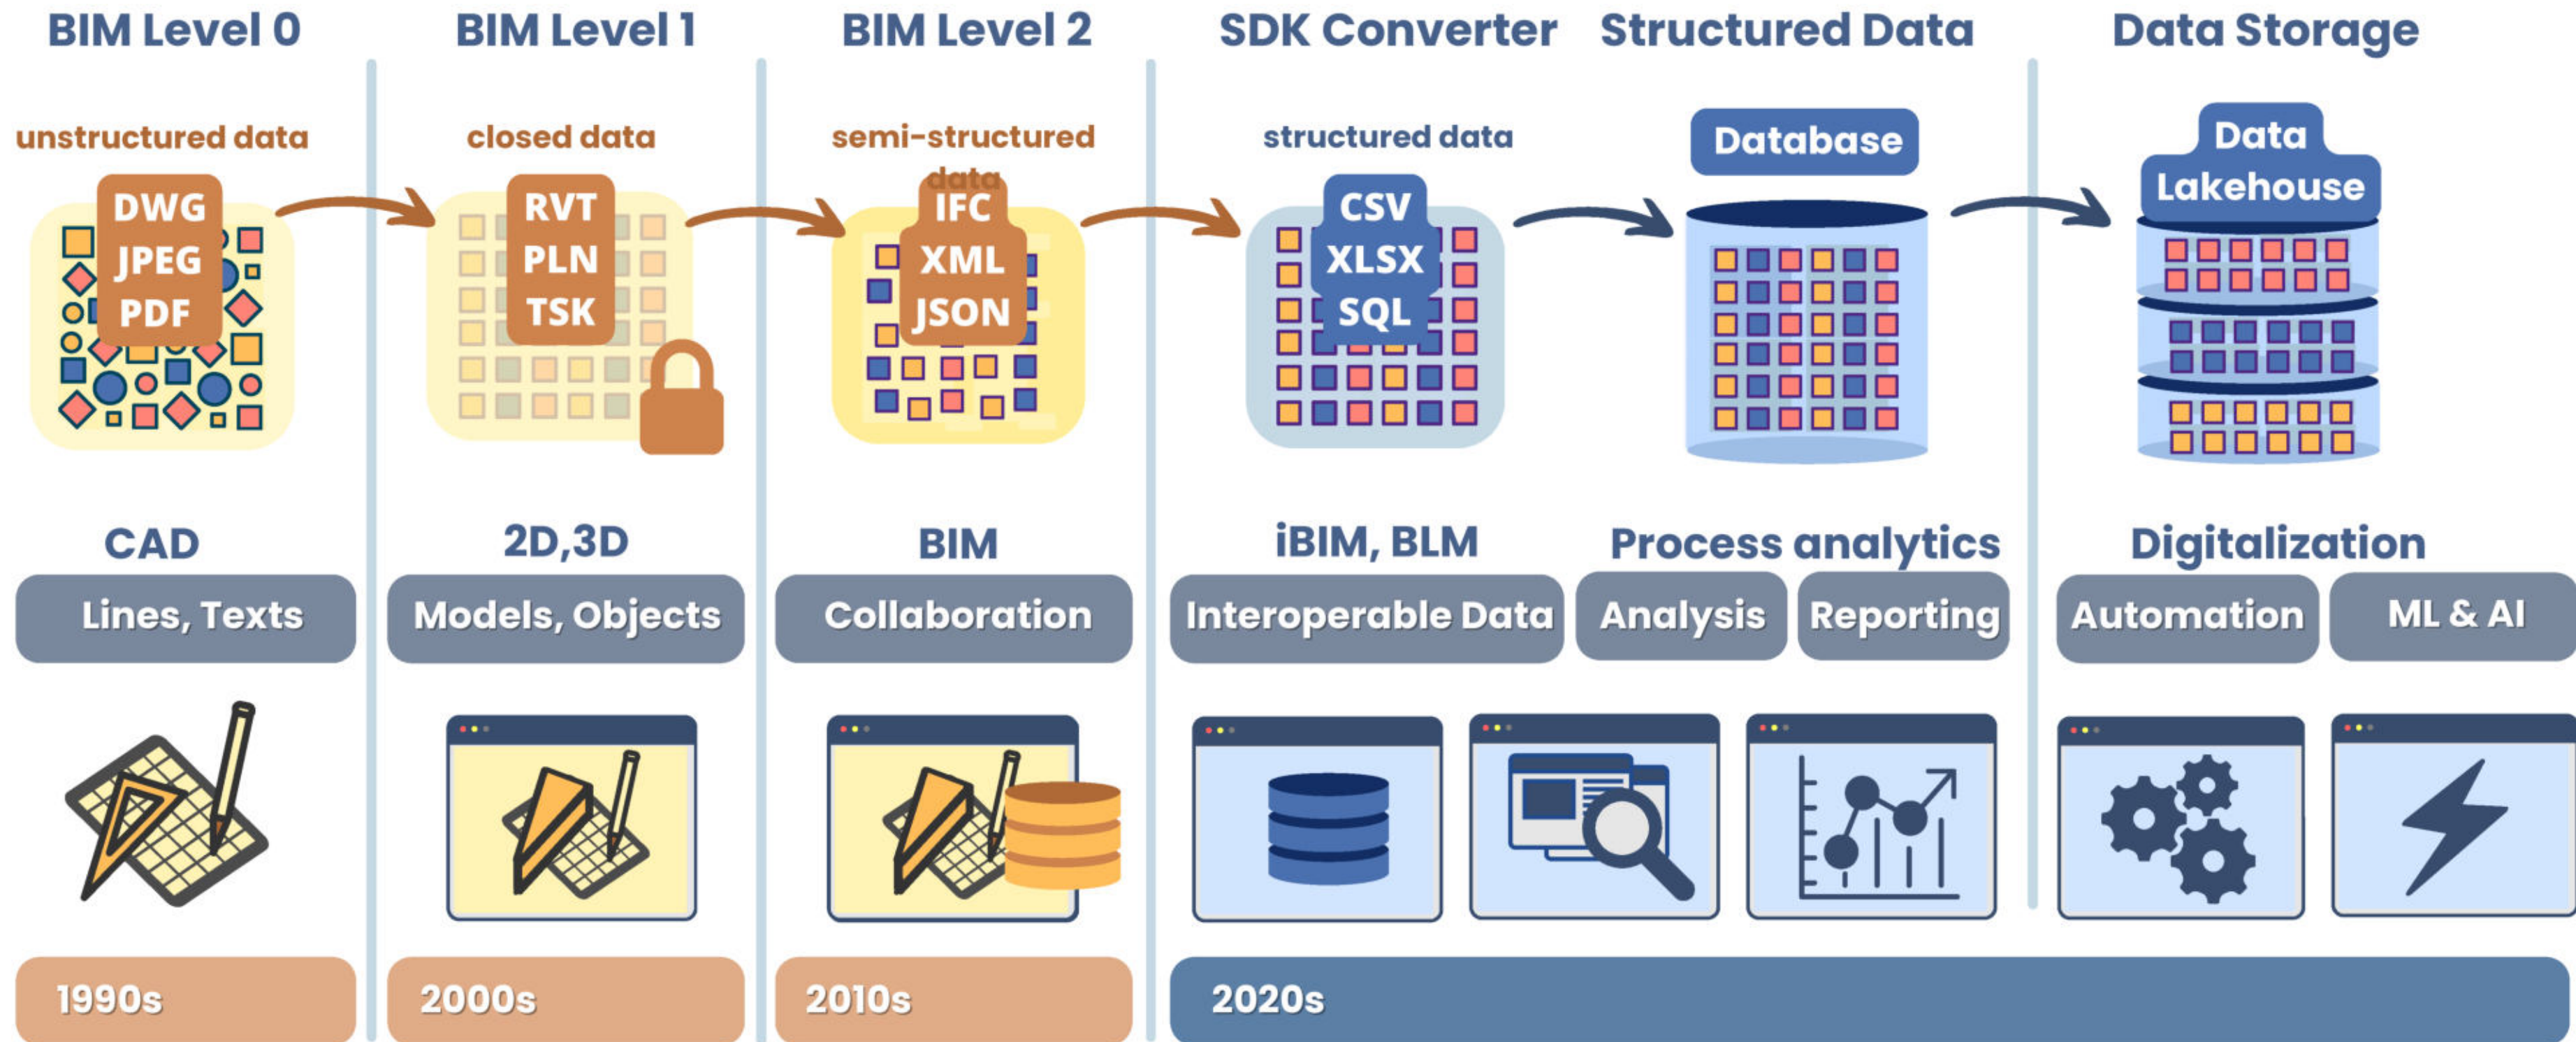 BIM Level 0
BIM Level 1
BIM Level 2
SDK Converter
Structured Data
Data Storage
unstructured data
closed data
semi-structured
data
structured data
Database
Data
Lakehouse
DWG
JPEG
PDF
RVT
PLN
TSK
IFC
XML
JSON
CSV
XLSX
SQL
CAD
2D,3D
BIM
iBIM, BLM
Process analytics
Digitalization
Lines, Texts
Models, Objects
Collaboration
Interoperable Data
Analysis
Reporting
Automation
ML & AI
1990s
2000s
2010s
2020s